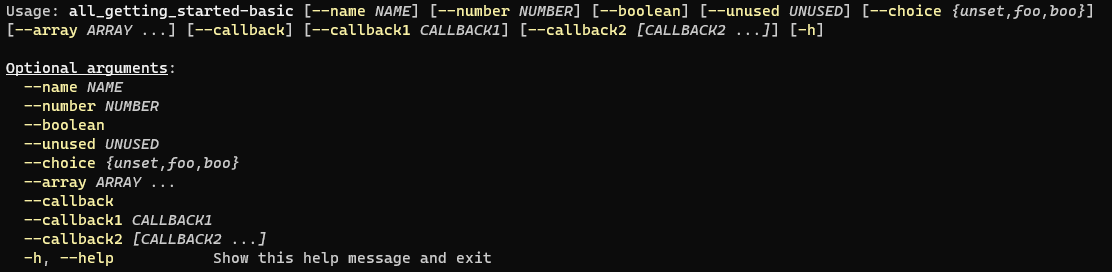 Usage: all_getting_started-basic [--name NAME] [--number NUMBER] [--boolean] [--unused UNUSED] [--choice {unset,foo,boo}]
[--array ARRAY ...] [--callback] [--callback1 CALLBACK1] [--callback2 [CALLBACK2 ...]] [-h]
Optional arguments:
--name NAME
--number NUMBER
--boolean
--unused UNUSED
--choice {unset,foo,boo}
--array ARRAY ...
--callback
--callback1 CALLBACK1
--callback2 [CALLBACK2 ...]
-h, --help Show this help message and exit